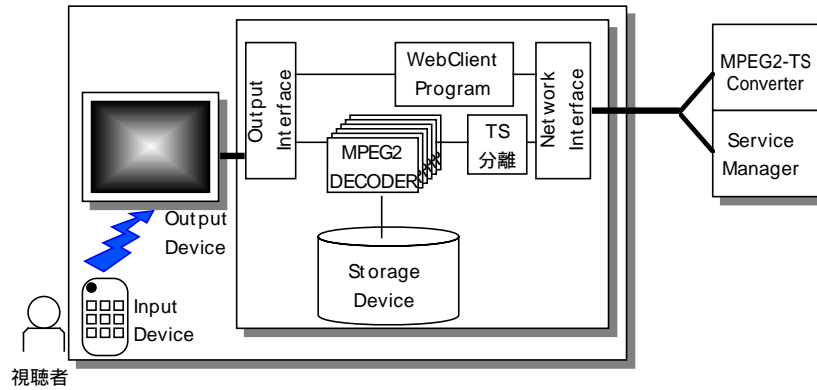 WebClient
Program
Output
Interface
Network
Interface
MPEG2-TS
Converter
Service
Manager
TS
分離
MPEG2
DECODER
Output
Device
Storage
Device
Input
Device
視聴者